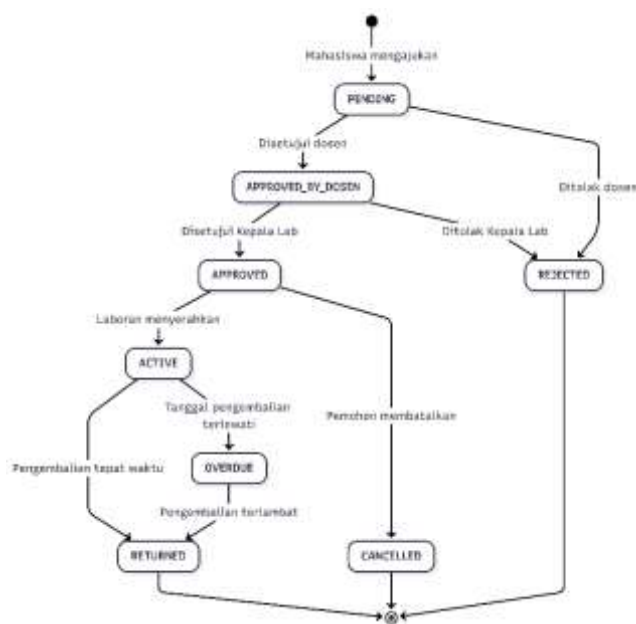 Mahasiswa mengajukan
PENDING
Disetujui dosen
APPROVED_BY_DOSEN
Ditolak dosen
Disetujui Kepala Lab
Ditolak Kepala Lab
APPROVED
REJECTED
Laboran menyerahkan
ACTIVE
Tanggal pengembalian
terlewati
Pemohon membatalkan
Pengembalian tepat waktu
OVERDUE
Pengembalian terlambat
RETURNED
CANCELLED